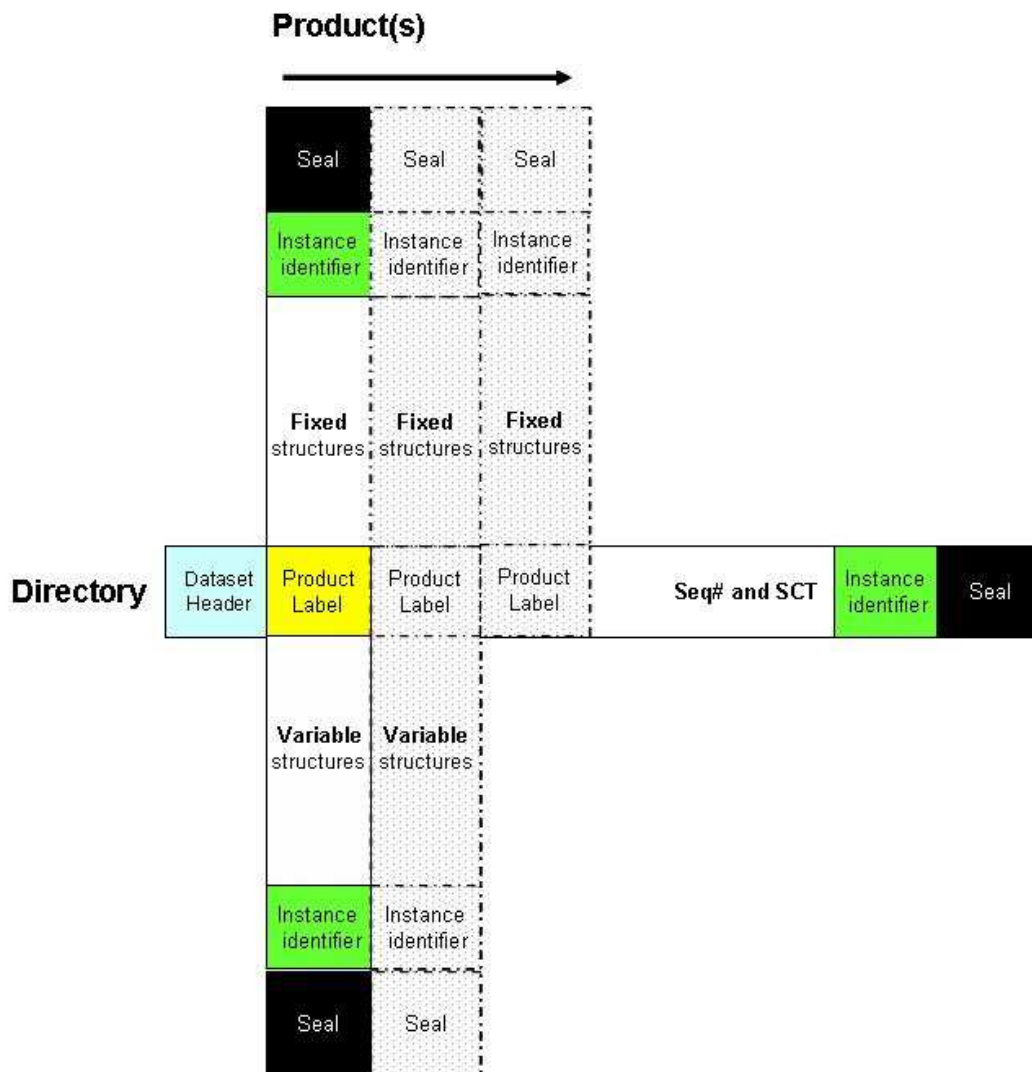 Product(s)
Seal Seal Seal
Instance Instance Instance
identifier identifier identifier
Fixed Fixed Fixed
structures structures structures
Directory
Dataset
Header
Product
Label
Product
Label
Product
Label
Seq# and SCT
Instance
identifier
Seal
Variable Variable
structures structures
Instance Instance
identifier identifier
Seal Seal